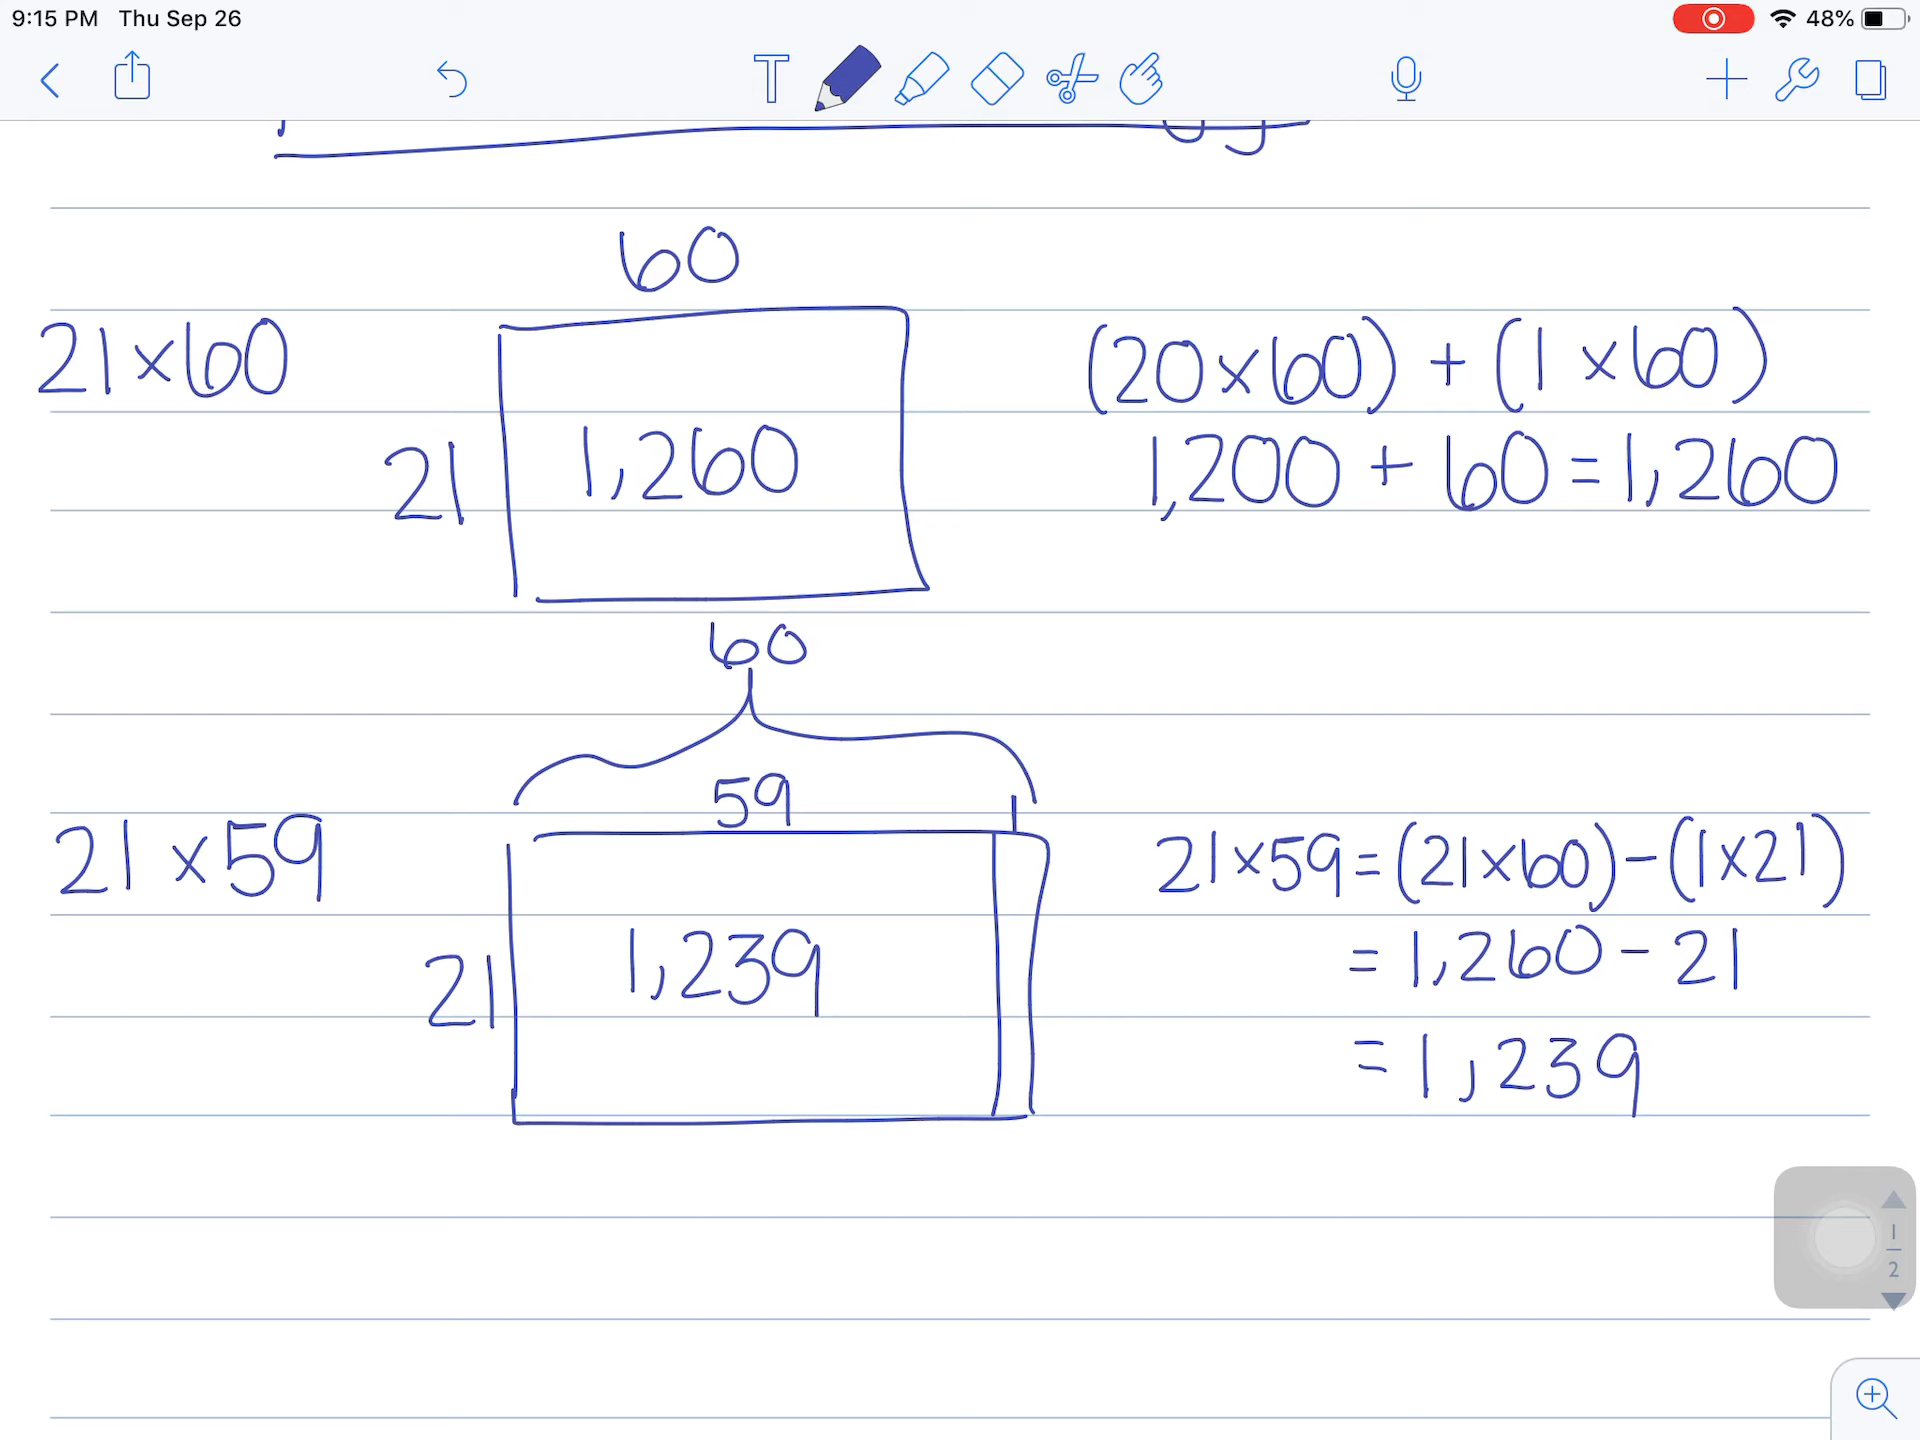 9:15 PM Thu Sep 26
48%
T
60
21×60
21
1,260
(20×60) + (1×60)
1,200 + 60 = 1,260
60
59
1
21×59
21
1,239
21×59 = (21×60) - (1×21)
= 1,260 - 21
= 1,239
1
2